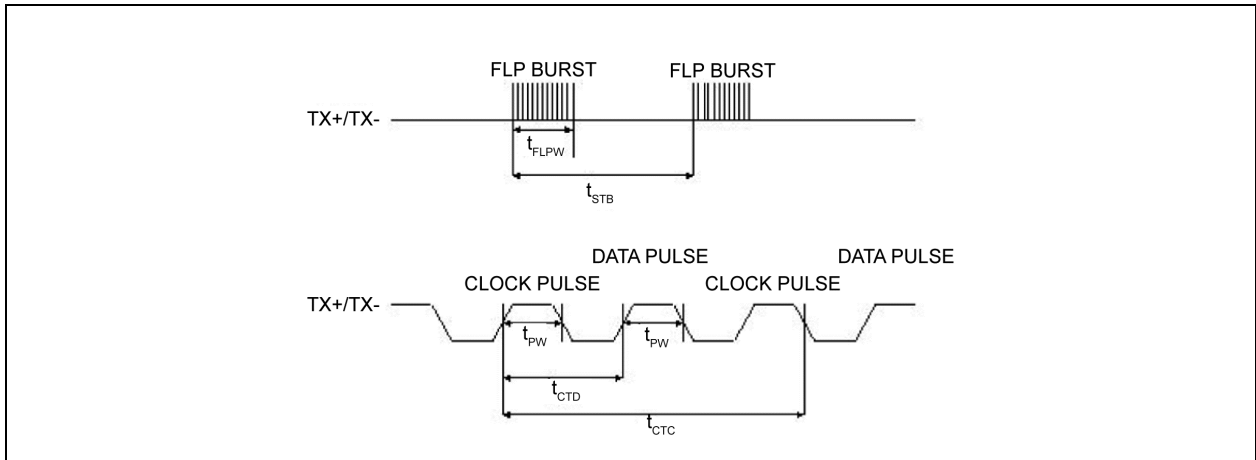 FLP BURST FLP BURST
TX+/TX-
tFLPW
tSTB
DATA PULSE DATA PULSE
CLOCK PULSE CLOCK PULSE
TX+/TX-
tPW tPW
tCTD
tCTC